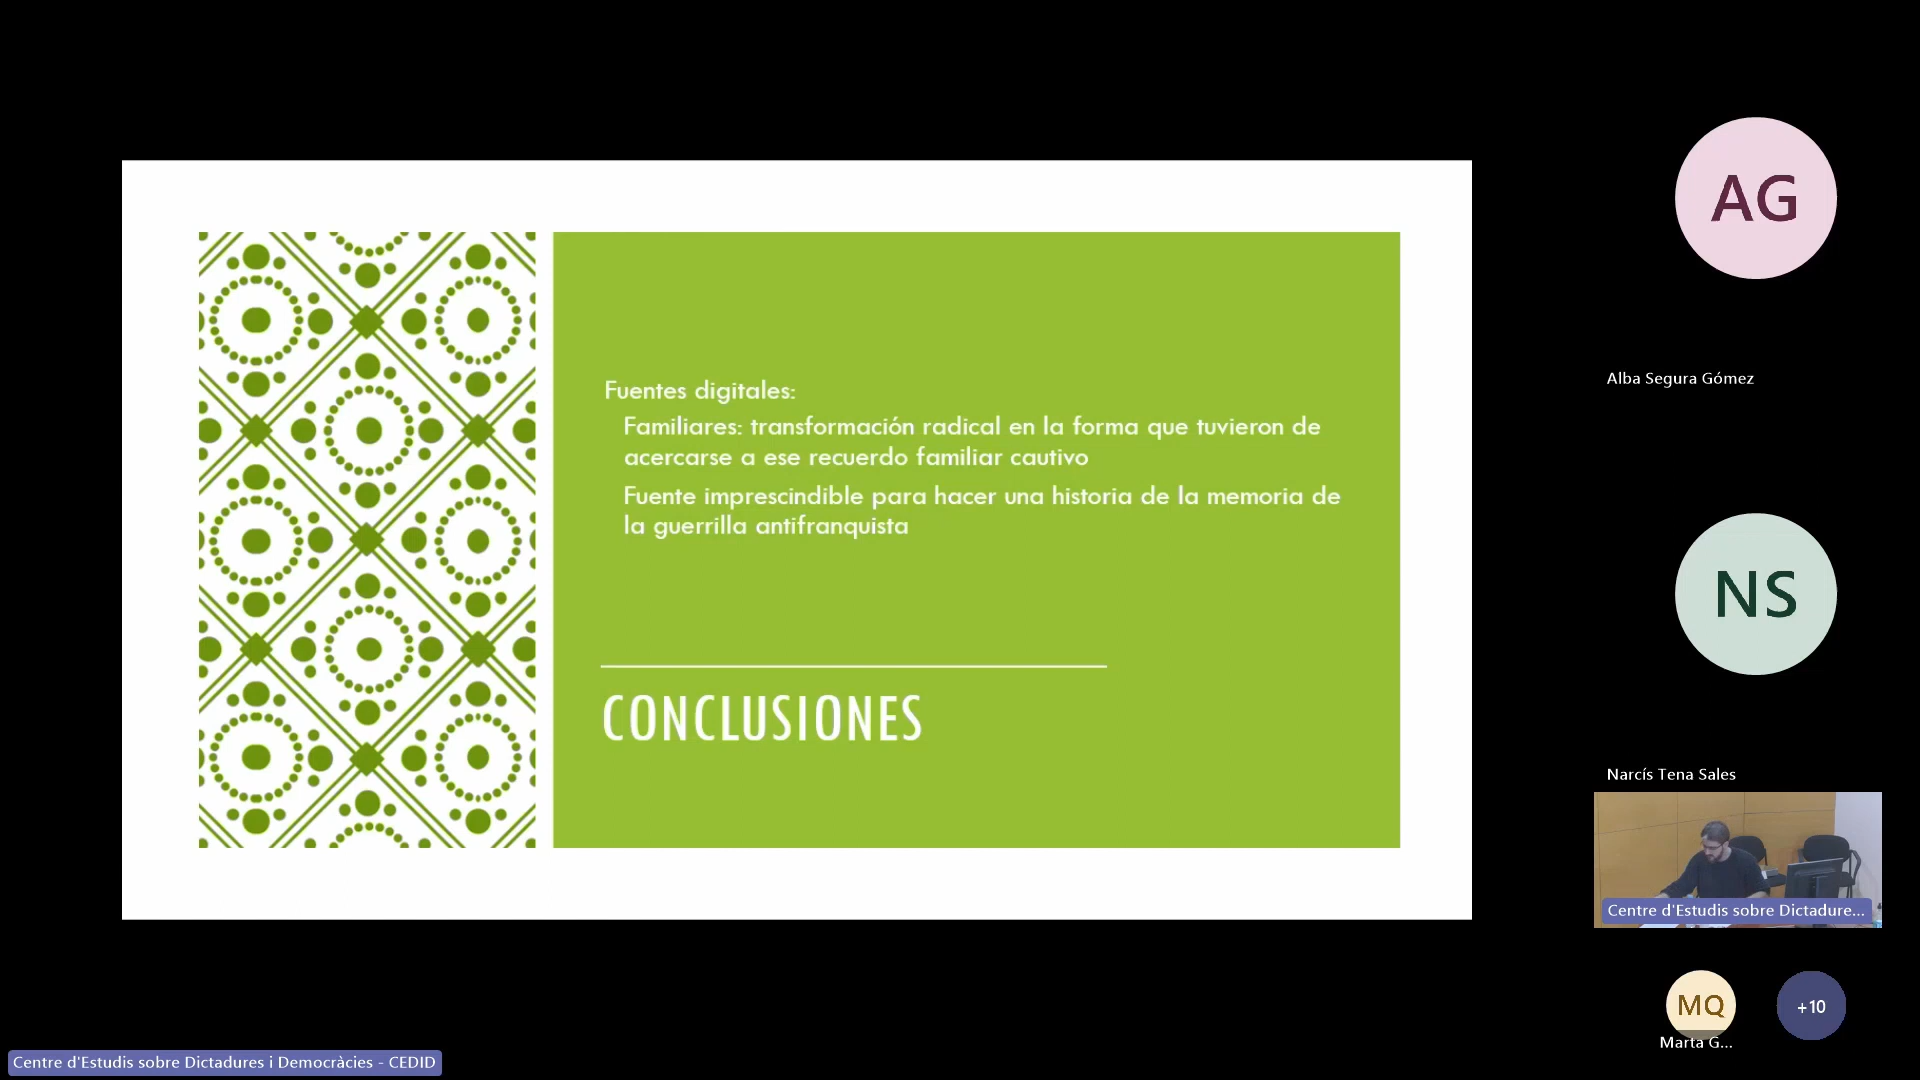 Fuentes digitales:
Familiares: transformación radical en la forma que tuvieron de
acercarse a ese recuerdo familiar cautivo
Fuente imprescindible para hacer una historia de la memoria de
la guerrilla antifranquista
CONCLUSIONES
AG
Alba Segura Gómez
NS
Narcís Tena Sales
Centre d'Estudis sobre Dictadure...
MQ
+10
Marta G...
Centre d'Estudis sobre Dictadures i Democràcies - CEDID